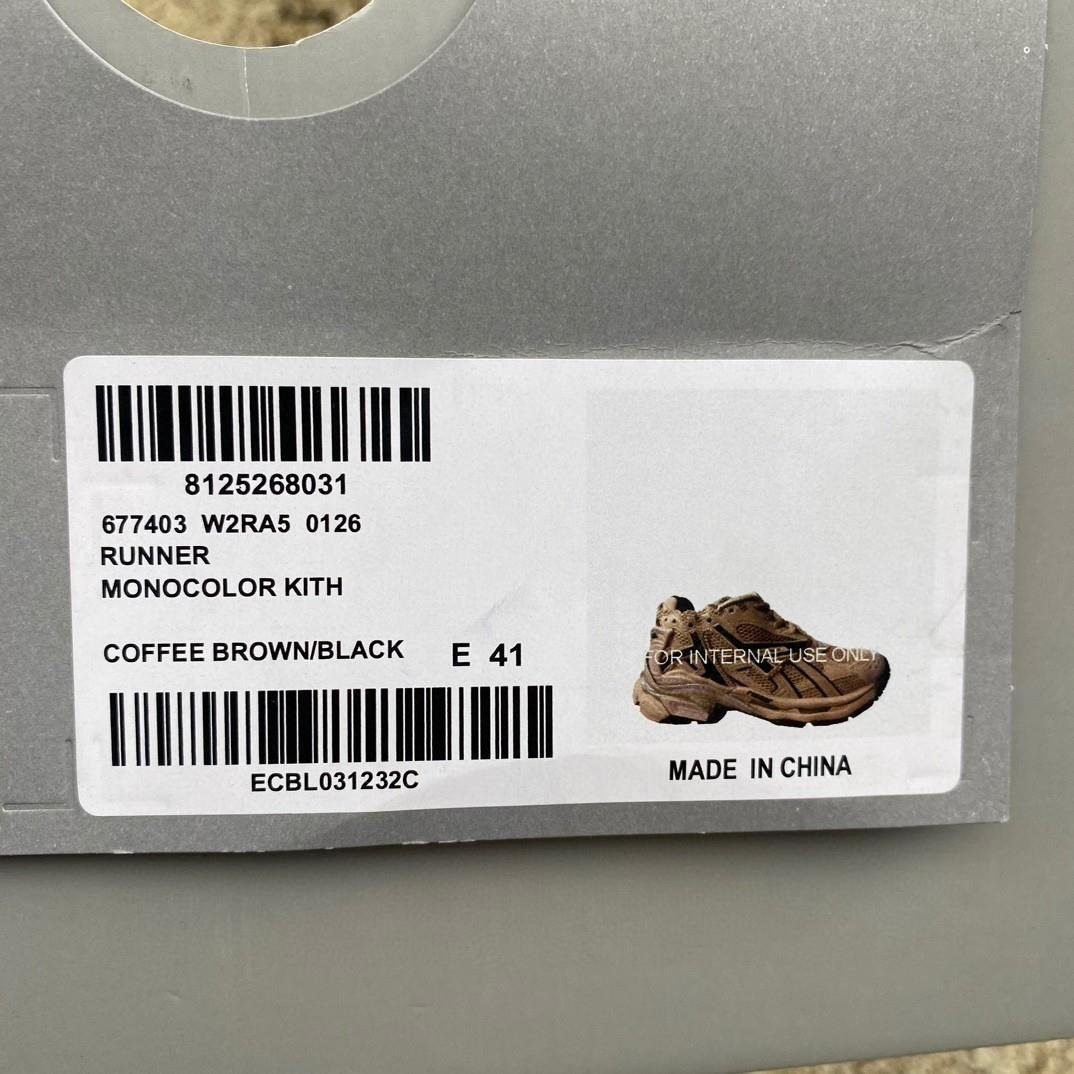 8125268031
677403 W2RA5 0126
RUNNER
MONOCOLOR KITH
COFFEE BROWN/BLACK E 41
ECBL031232C
FOR INTERNAL USE ONLY
MADE IN CHINA